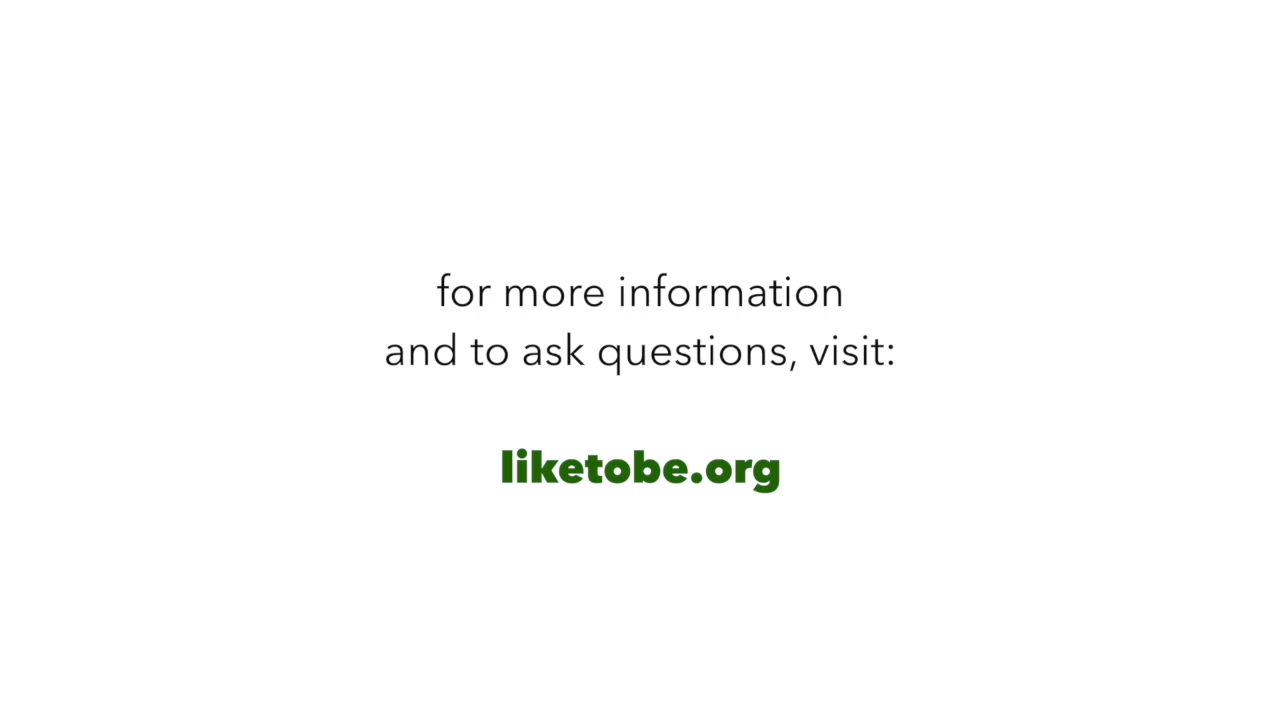 for more information
and to ask questions, visit:
liketobe.org